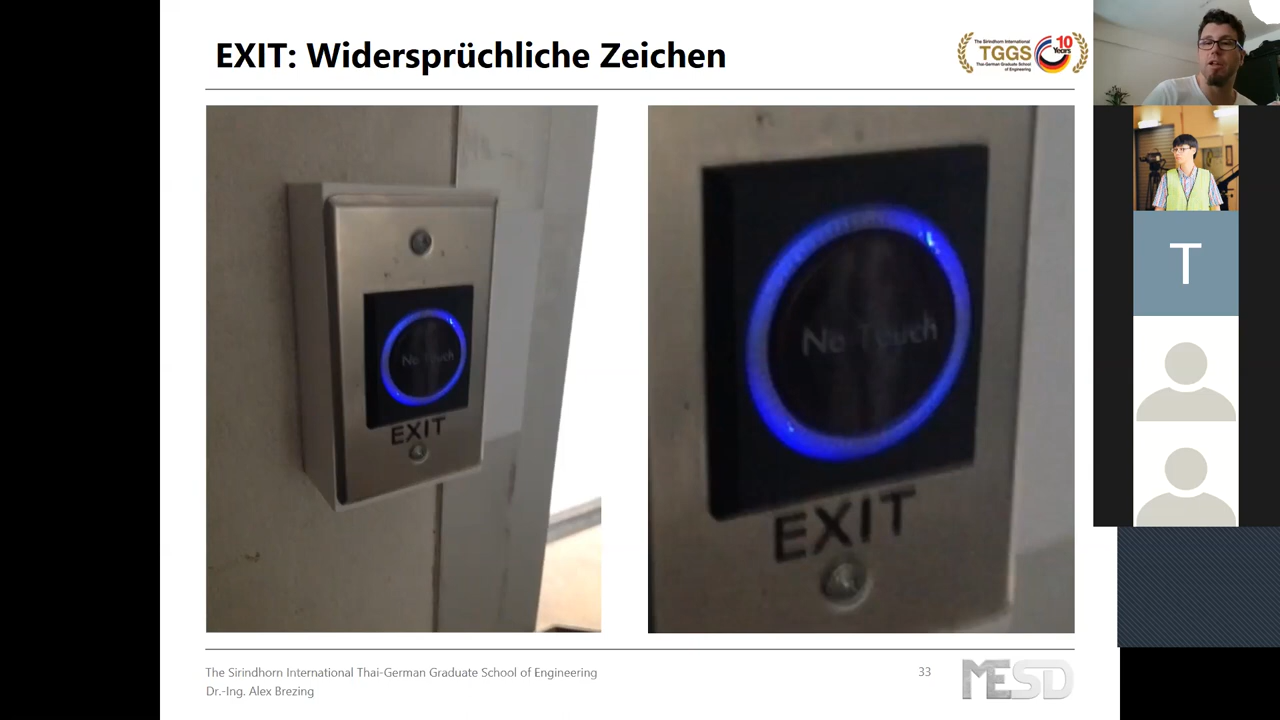 EXIT: Widersprüchliche Zeichen
The Sirindhorn International
TGGS
Thai-German Graduate School
of Engineering
10
Years
No Touch
EXIT
No Touch
EXIT
T
The Sirindhorn International Thai-German Graduate School of Engineering
Dr.-Ing. Alex Brezing
33
MESD